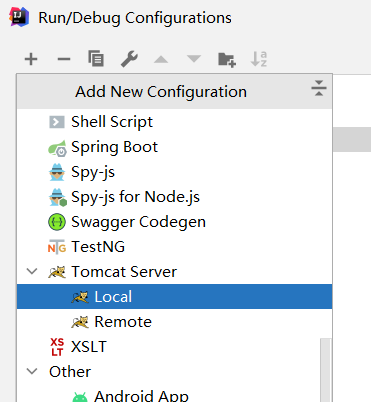 Run/Debug Configurations
Add New Configuration
Shell Script
Spring Boot
Spy-js
Spy-js for Node.js
Swagger Codegen
TestNG
Tomcat Server
Local
Remote
XSLT
Other
Android App